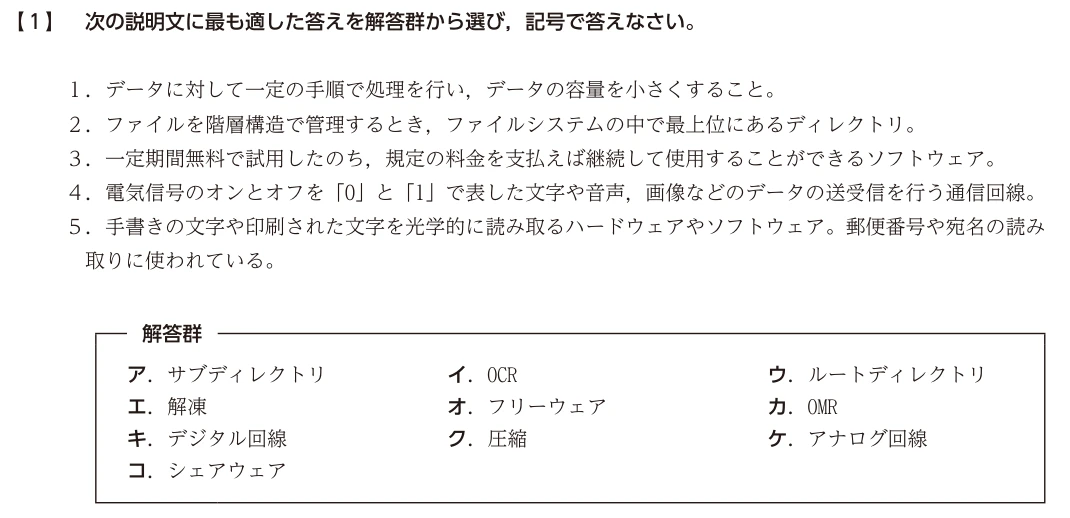 【1】 次の説明文に最も適した答えを解答群から選び，記号で答えなさい。
１．データに対して一定の手順で処理を行い，データの容量を小さくすること。
２．ファイルを階層構造で管理するとき，ファイルシステムの中で最上位にあるディレクトリ。
３．一定期間無料で試用したのち，規定の料金を支払えば継続して使用することができるソフトウェア。
４．電気信号のオンとオフを「0」と「1」で表した文字や音声，画像などのデータの送受信を行う通信回線。
５．手書きの文字や印刷された文字を光学的に読み取るハードウェアやソフトウェア。郵便番号や宛名の読み
取りに使われている。
解答群
ア．サブディレクトリ イ．OCR ウ．ルートディレクトリ
エ．解凍 オ．フリーウェア カ．OMR
キ．デジタル回線 ク．圧縮 ケ．アナログ回線
コ．シェアウェア